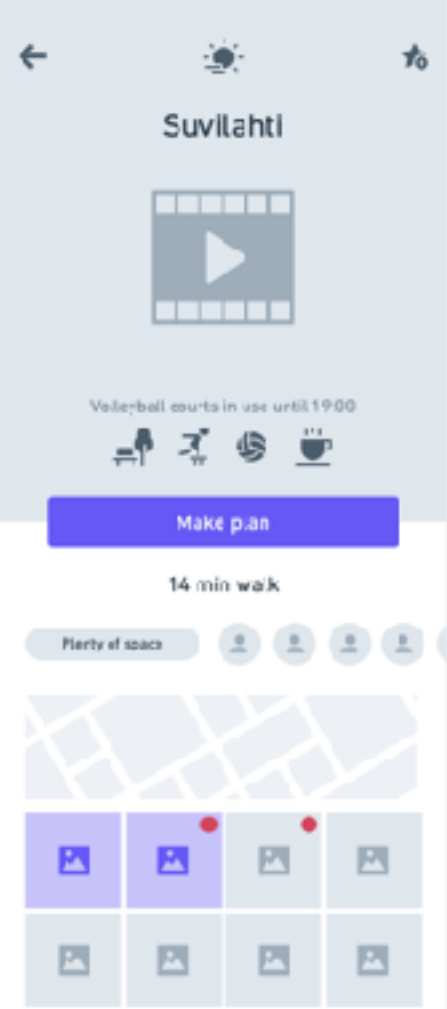 Suvilahti
Volleyball courts in use until 19:00
Make plan
14 min walk
Plenty of space